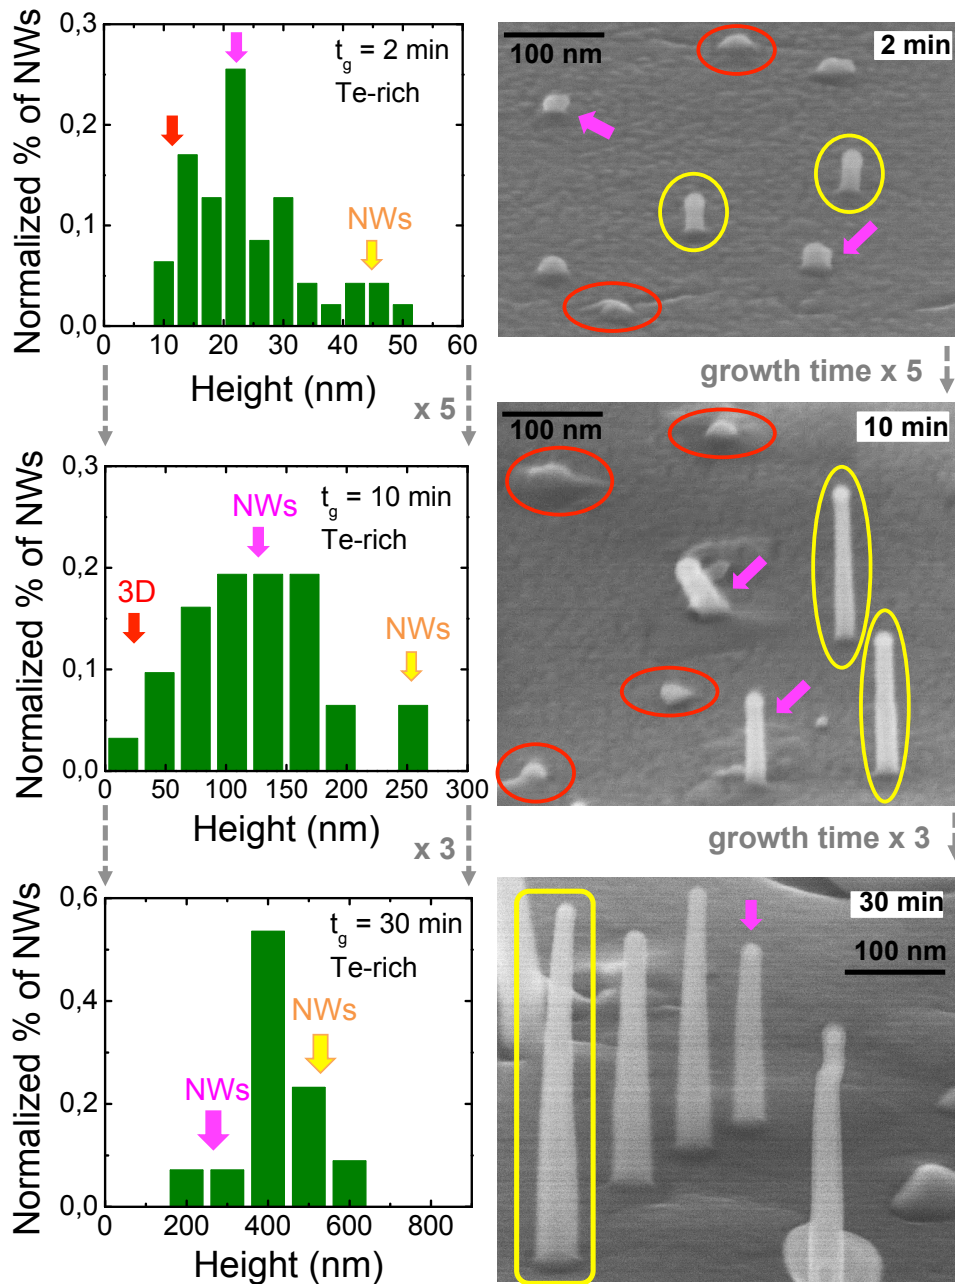 0,3
0,2
0,1
0,0
Normalized % of NWs
t_g = 2 min
Te-rich
NWs
0 10 20 30 40 50 60
Height (nm)
100 nm
2 min
x 5
growth time x 5
0,3
0,2
0,1
0,0
Normalized % of NWs
t_g = 10 min
Te-rich
NWs
3D
NWs
0 50 100 150 200 250 300
Height (nm)
100 nm
10 min
x 3
growth time x 3
0,6
0,4
0,2
0,0
Normalized % of NWs
t_g = 30 min
Te-rich
NWs
NWs
0 200 400 600 800
Height (nm)
30 min
100 nm